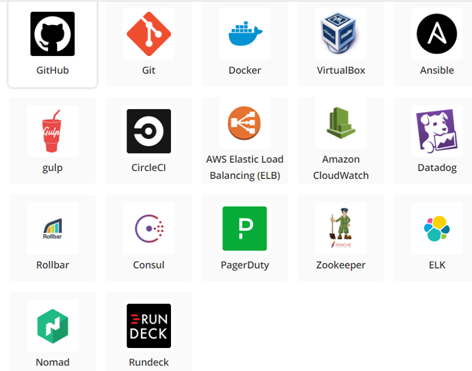 GitHub
Git
Docker
VirtualBox
Ansible
Gulp
gulp
CircleCI
AWS Elastic Load
Balancing (ELB)
Amazon
CloudWatch
Datadog
Rollbar
Rollbar
Consul
P
PagerDuty
APACHE
Zookeeper
ELK
Nomad
RUN
DECK
Rundeck